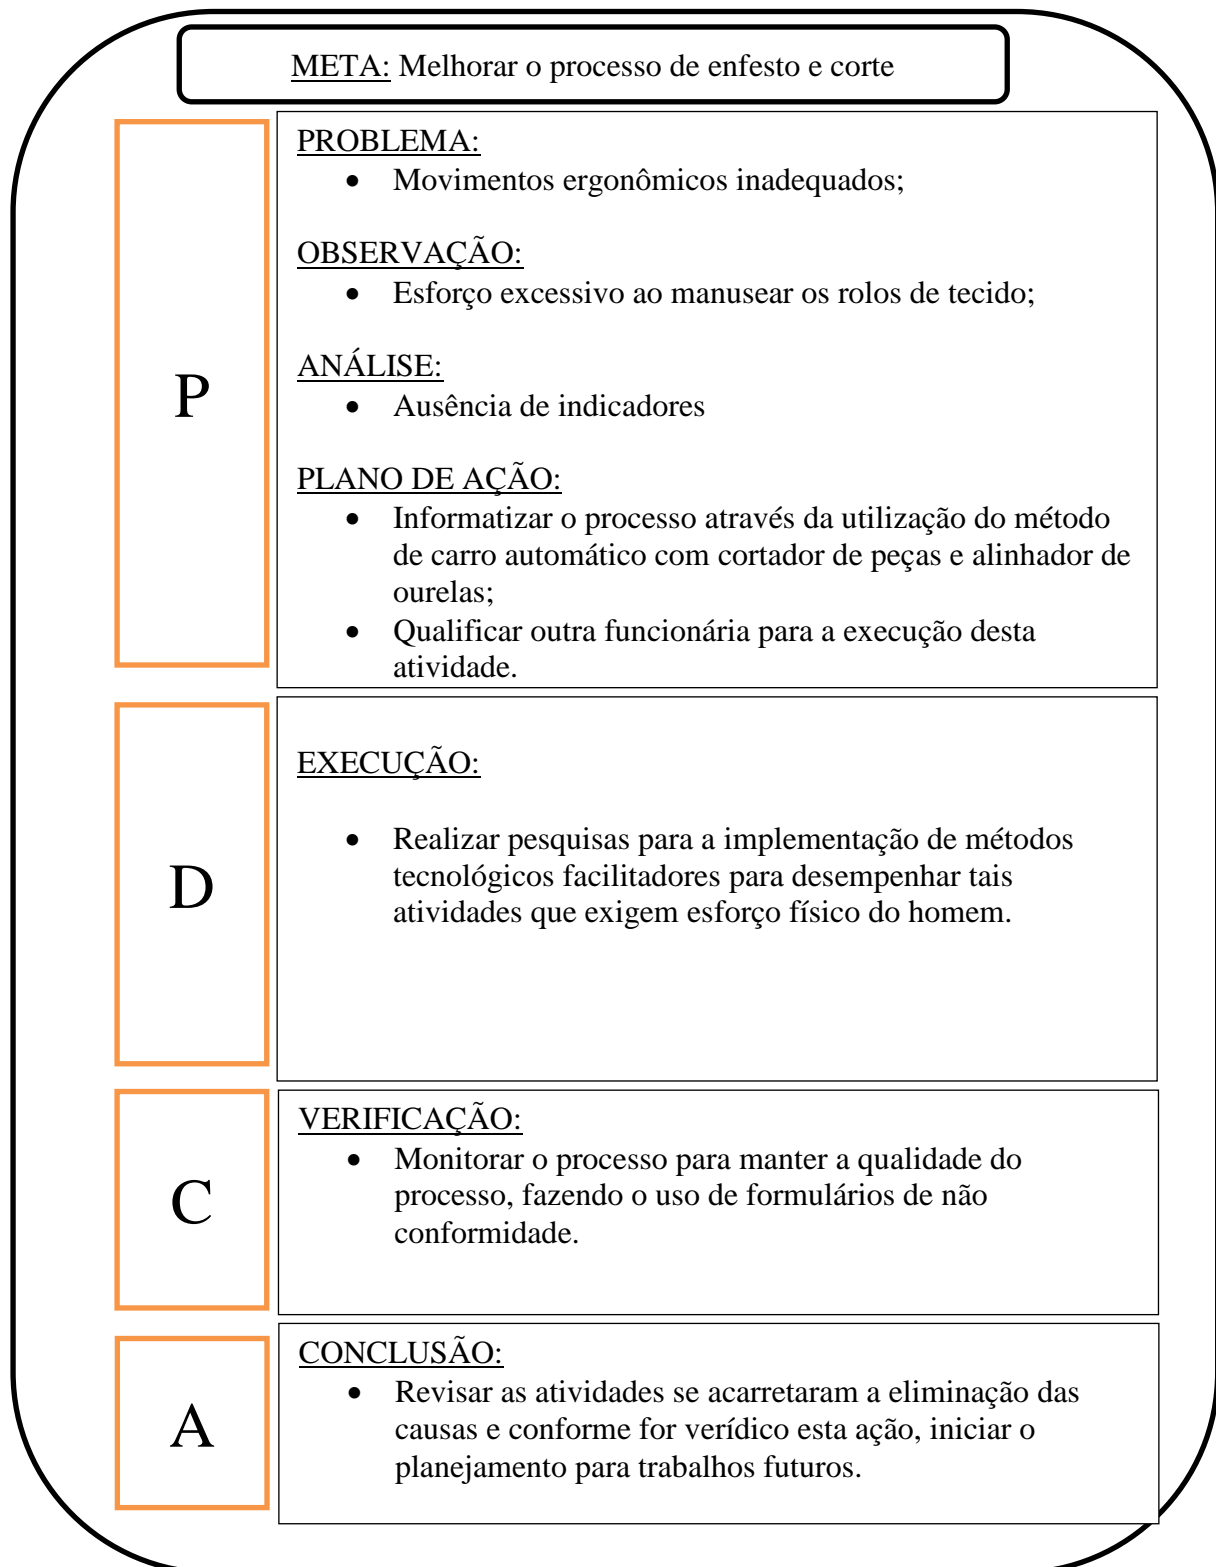 META: Melhorar o processo de enfesto e corte
P
PROBLEMA:
• Movimentos ergonômicos inadequados;
OBSERVAÇÃO:
• Esforço excessivo ao manusear os rolos de tecido;
ANÁLISE:
• Ausência de indicadores
PLANO DE AÇÃO:
• Informatizar o processo através da utilização do método
de carro automático com cortador de peças e alinhador de
ourelas;
• Qualificar outra funcionária para a execução desta
atividade.
D
EXECUÇÃO:
• Realizar pesquisas para a implementação de métodos
tecnológicos facilitadores para desempenhar tais
atividades que exigem esforço físico do homem.
C
VERIFICAÇÃO:
• Monitorar o processo para manter a qualidade do
processo, fazendo o uso de formulários de não
conformidade.
A
CONCLUSÃO:
• Revisar as atividades se acarretaram a eliminação das
causas e conforme for verídico esta ação, iniciar o
planejamento para trabalhos futuros.